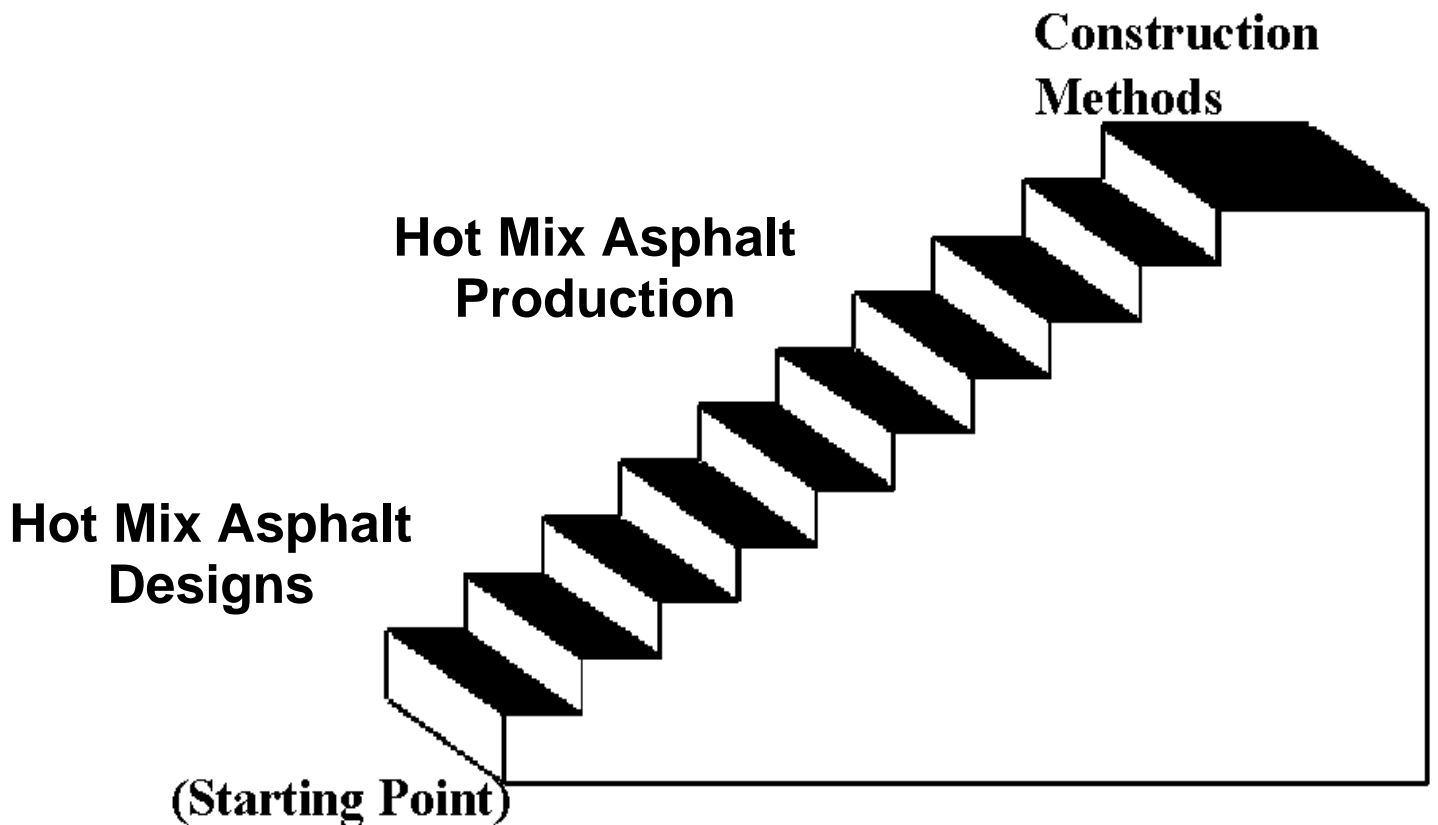 Construction
Methods
Hot Mix Asphalt
Production
Hot Mix Asphalt
Designs
(Starting Point)